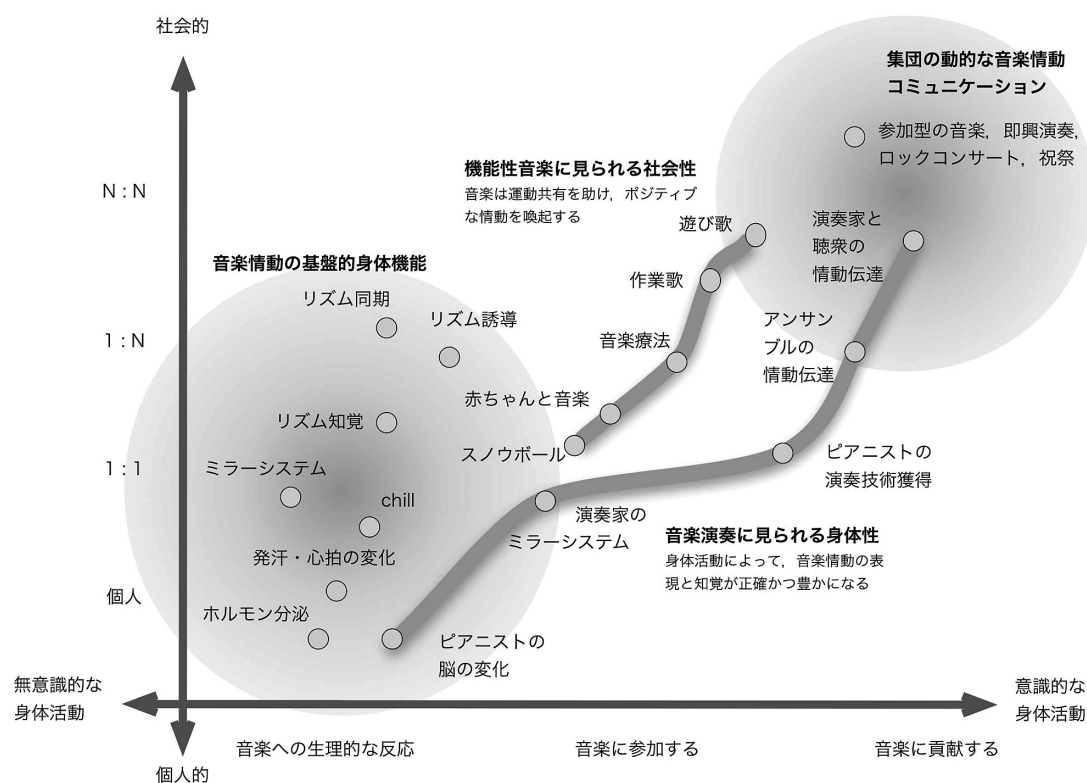 社会的
集団の動的な音楽情動
コミュニケーション
参加型の音楽，即興演奏，
ロックコンサート，祝祭
機能性音楽に見られる社会性
音楽は運動共有を助け，ポジティブ
な情動を喚起する
N : N
遊び歌
演奏家と
聴衆の
情動伝達
音楽情動の基盤的身体機能
作業歌
リズム同期
リズム誘導
アンサン
ブルの
情動伝達
1 : N
音楽療法
赤ちゃんと音楽
リズム知覚
スノウボール
ピアニストの
演奏技術獲得
1 : 1
ミラーシステム
chill
演奏家の
ミラーシステム
音楽演奏に見られる身体性
身体活動によって，音楽情動の表
現と知覚が正確かつ豊かになる
発汗・心拍の変化
個人
ホルモン分泌
ピアニストの
脳の変化
無意識的な
身体活動
意識的な
身体活動
音楽への生理的な反応
音楽に参加する
音楽に貢献する
個人的